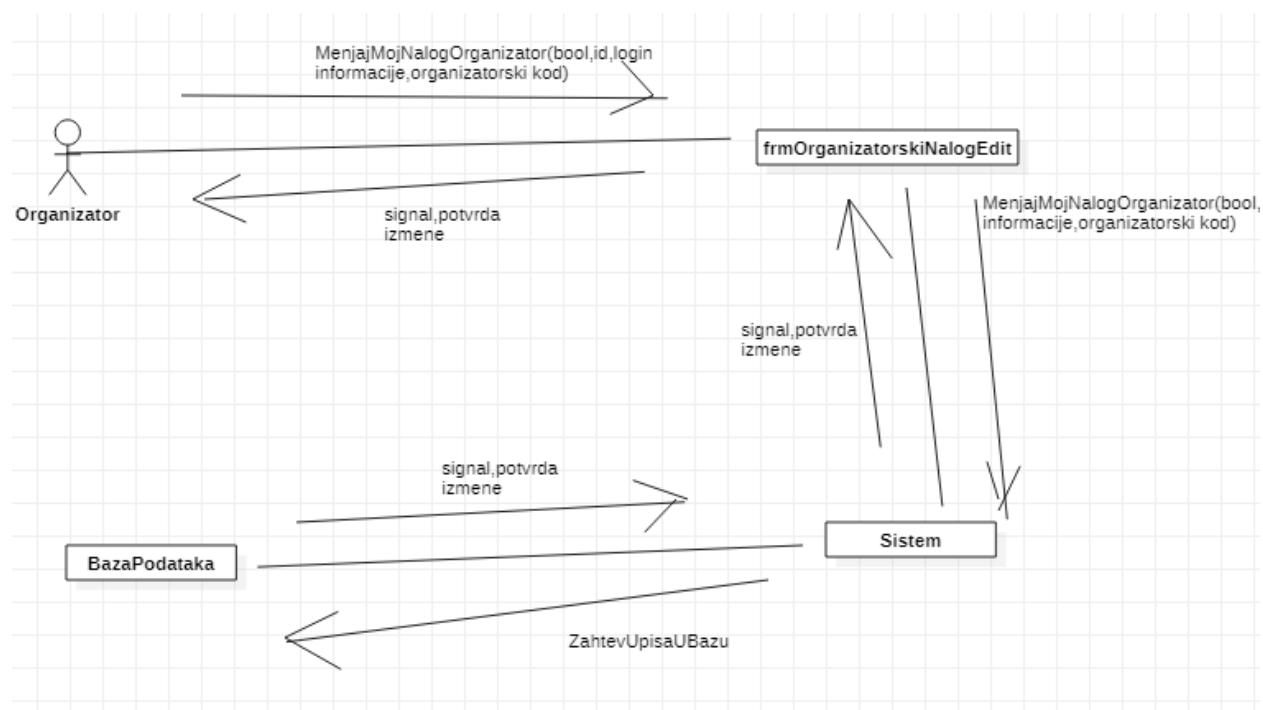 MenjajMojNalogOrganizator(bool,id,login
informacije,organizatorski kod)
frmOrganizatorskiNalogEdit
Organizator
signal,potvrda
izmene
MenjajMojNalogOrganizator(bool,
informacije,organizatorski kod)
signal,potvrda
izmene
signal,potvrda
izmene
Sistem
BazaPodataka
ZahtevUpisaUBazu